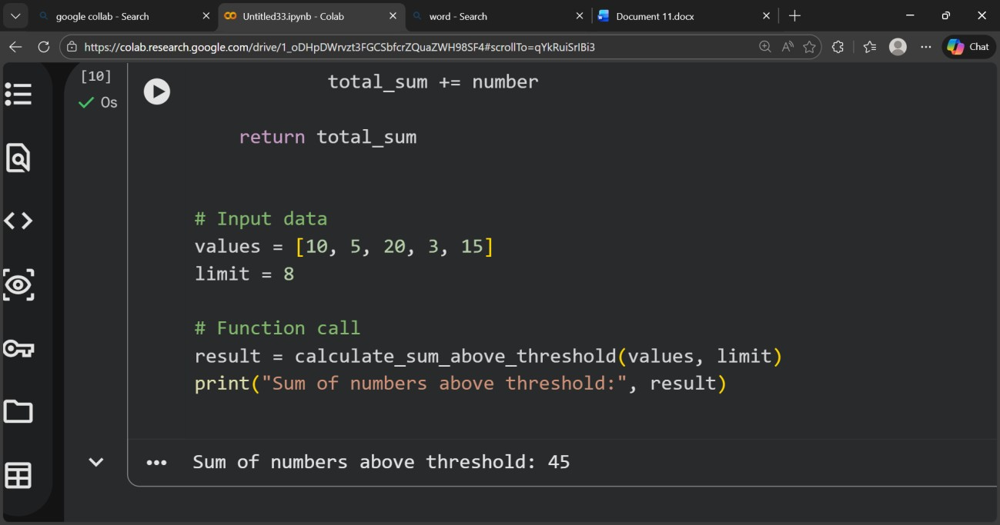 google collab - Search
Untitled33.ipynb - Colab
word - Search
Document 11.docx
https://colab.research.google.com/drive/1_oDHpDWrvzt3FGCSbfcrZQuaZWH98SF4#scrollTo=qYkRuiSrIBi3
Chat
[10]
0s
total_sum += number
return total_sum
# Input data
values = [10, 5, 20, 3, 15]
limit = 8
# Function call
result = calculate_sum_above_threshold(values, limit)
print("Sum of numbers above threshold:", result)
Sum of numbers above threshold: 45